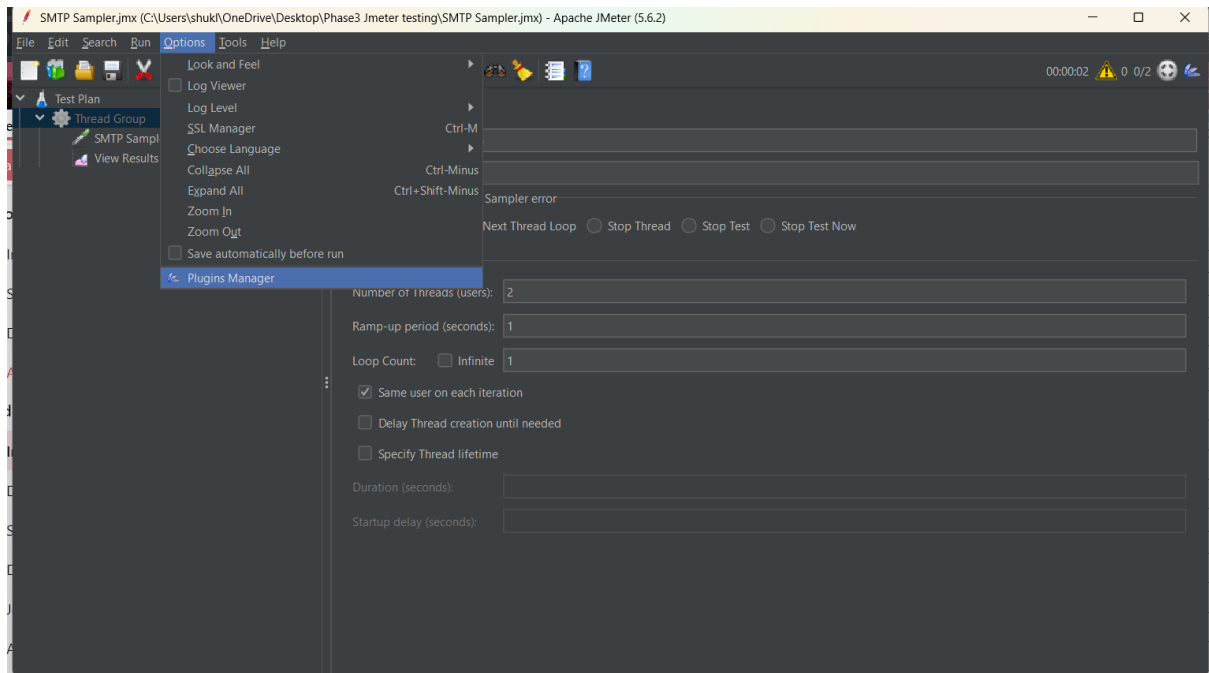 SMTP Sampler.jmx (C:\Users\shukl\OneDrive\Desktop\Phase3 Jmeter testing\SMTP Sampler.jmx) - Apache JMeter (5.6.2)
File Edit Search Run Options Tools Help
00:00:02 0 0/2
Look and Feel
Log Viewer
Log Level
SSL Manager Ctrl-M
Choose Language
Collapse All Ctrl-Minus
Expand All Ctrl+Shift-Minus
Zoom In
Zoom Out
Save automatically before run
Plugins Manager
Test Plan
Thread Group
SMTP Sampl
View Results
Sampler error
Next Thread Loop Stop Thread Stop Test Stop Test Now
Number of Threads (users): 2
Ramp-up period (seconds): 1
Loop Count: Infinite 1
Same user on each iteration
Delay Thread creation until needed
Specify Thread lifetime
Duration (seconds):
Startup delay (seconds):